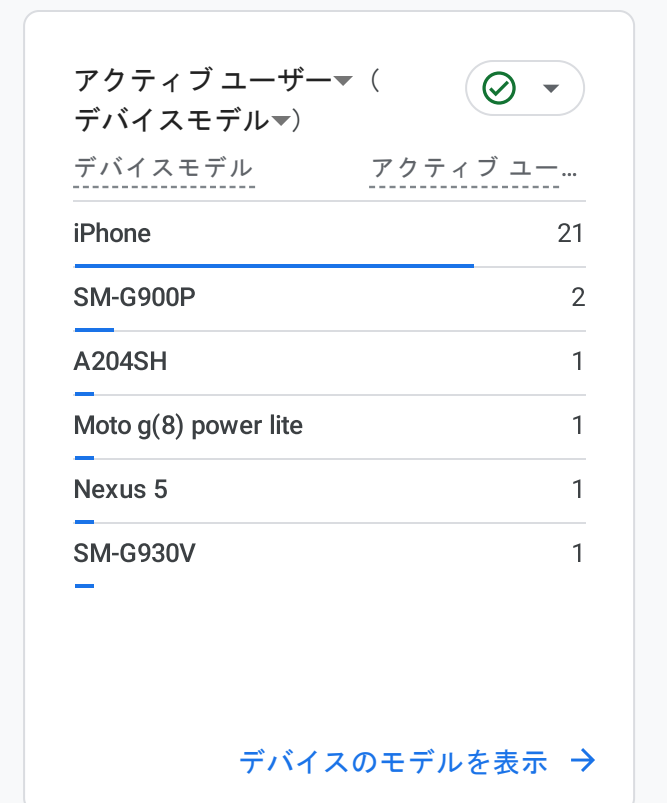 アクティブ ユーザー（
デバイスモデル）
デバイスモデル アクティブ ユー…
iPhone 21
SM-G900P 2
A204SH 1
Moto g(8) power lite 1
Nexus 5 1
SM-G930V 1
デバイスのモデルを表示